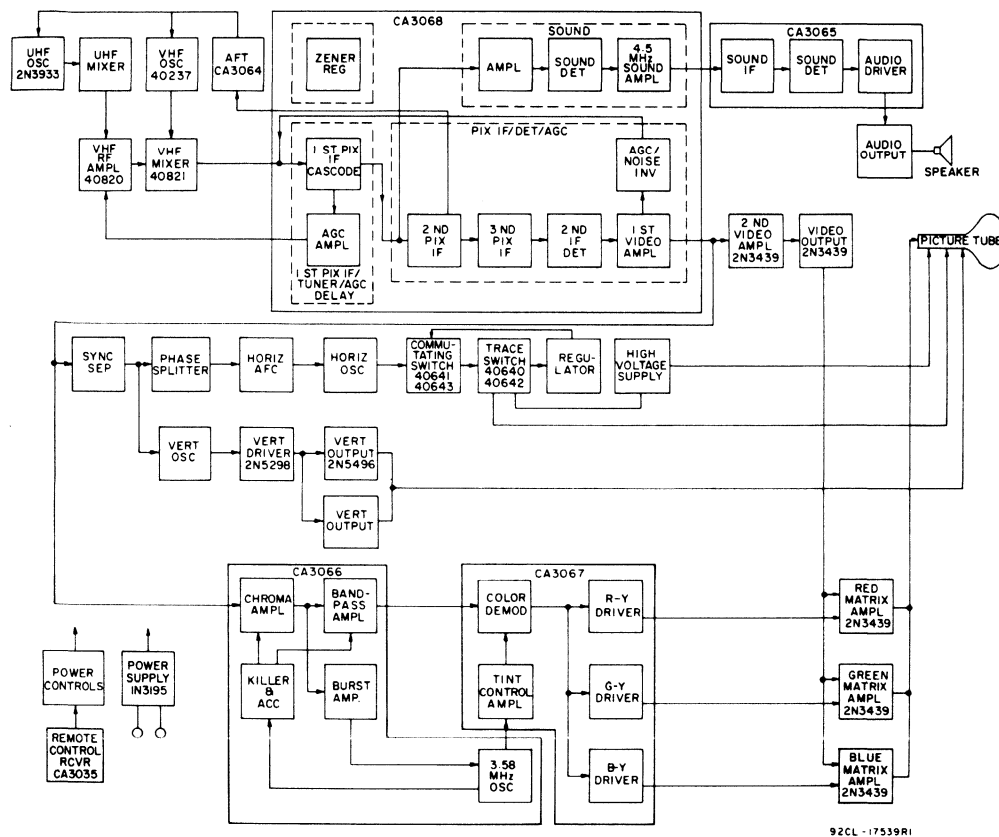 CA3068
UHF
OSC
2N3933
UHF
MIXER
VHF
OSC
40237
AFT
CA3064
ZENER
REG
SOUND
AMPL
SOUND
DET
4.5
MHz
SOUND
AMPL
CA3065
SOUND
IF
SOUND
DET
AUDIO
DRIVER
VHF
RF
AMPL
40820
VHF
MIXER
40821
1 ST PIX
IF
CASCODE
AGC
AMPL
1 ST PIX IF/
TUNER/AGC
DELAY
PIX IF/DET/AGC
AGC/
NOISE
INV
2 ND
PIX
IF
3 ND
PIX
IF
2 ND
IF
DET
1 ST
VIDEO
AMPL
AUDIO
OUTPUT
SPEAKER
2 ND
VIDEO
AMPL
2N3439
VIDEO
OUTPUT
2N3439
PICTURE TUBE
SYNC
SEP
PHASE
SPLITTER
HORIZ
AFC
HORIZ
OSC
COMMU-
TATING
SWITCH
40641
40643
TRACE
SWITCH
40640
40642
REGU-
LATOR
HIGH
VOLTAGE
SUPPLY
VERT
OSC
VERT
DRIVER
2N5298
VERT
OUTPUT
2N5496
VERT
OUTPUT
CA3066
CHROMA
AMPL
BAND-
PASS
AMPL
KILLER
&
ACC
BURST
AMP.
3.58
MHz
OSC
CA3067
COLOR
DEMOD
TINT
CONTROL
AMPL
R-Y
DRIVER
G-Y
DRIVER
B-Y
DRIVER
RED
MATRIX
AMPL
2N3439
GREEN
MATRIX
AMPL
2N3439
BLUE
MATRIX
AMPL
2N3439
POWER
CONTROLS
POWER
SUPPLY
1N3195
REMOTE
CONTROL
RCVR
CA3035
92CL-17539R1